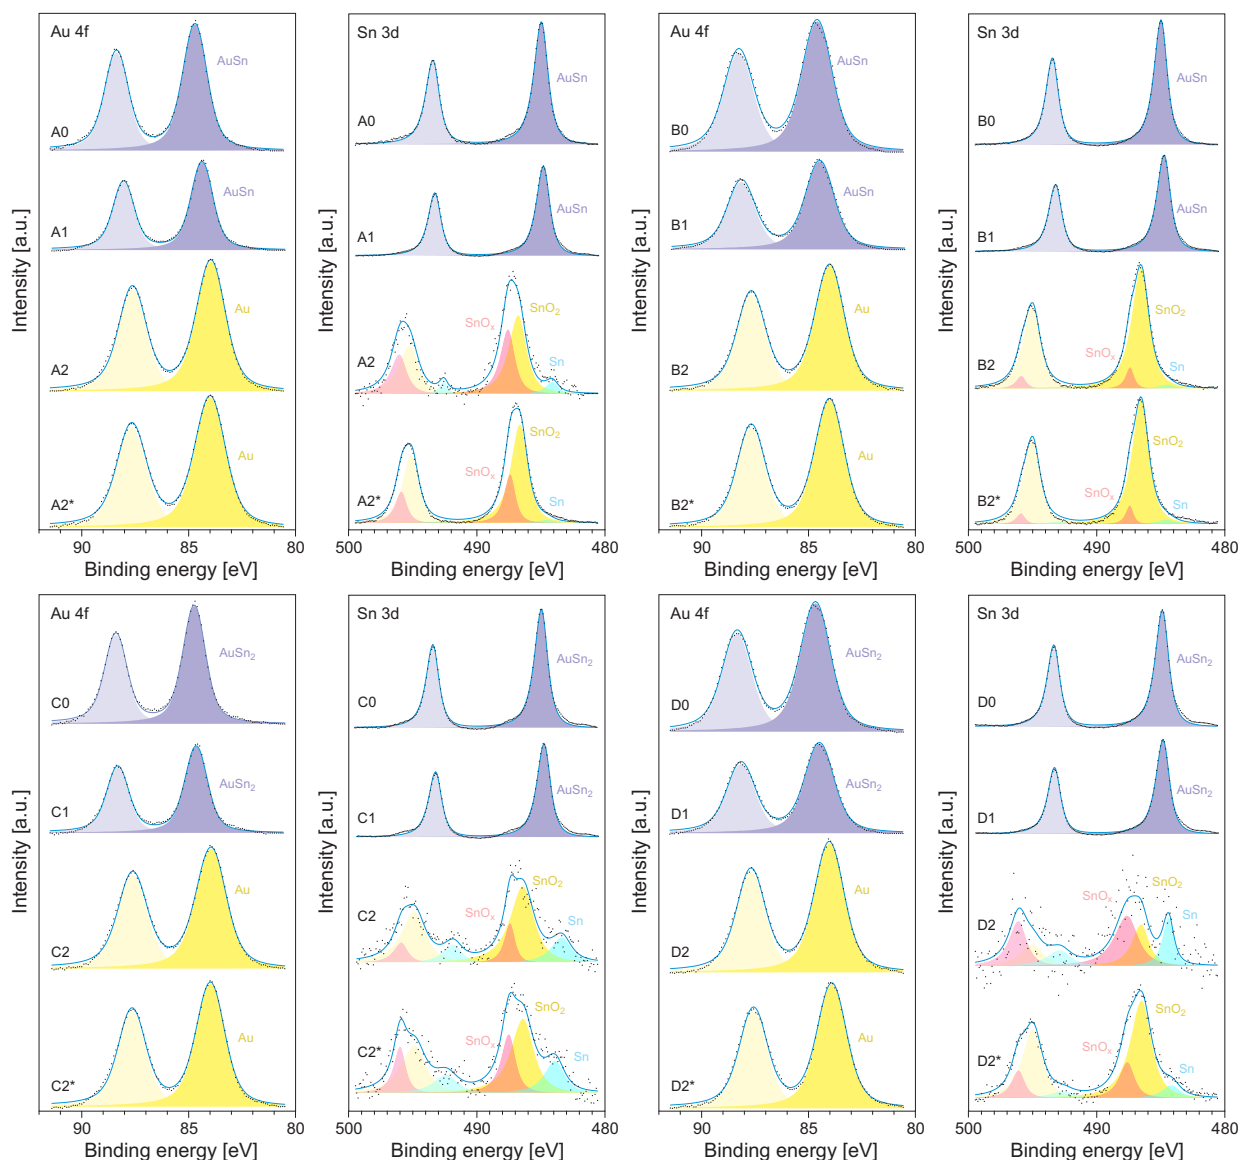 Au 4f
AuSn
A0
AuSn
A1
Au
A2
Au
A2*
Intensity [a.u.]
90 85 80
Binding energy [eV]
Sn 3d
AuSn
A0
AuSn
A1
SnO2
SnOx
Sn
A2
SnO2
SnOx
Sn
A2*
Intensity [a.u.]
500 490 480
Binding energy [eV]
Au 4f
AuSn
B0
AuSn
B1
Au
B2
Au
B2*
Intensity [a.u.]
90 85 80
Binding energy [eV]
Sn 3d
AuSn
B0
AuSn
B1
SnO2
SnOx
Sn
B2
SnO2
SnOx
Sn
B2*
Intensity [a.u.]
500 490 480
Binding energy [eV]
Au 4f
AuSn2
C0
AuSn2
C1
Au
C2
Au
C2*
Intensity [a.u.]
90 85 80
Binding energy [eV]
Sn 3d
AuSn2
C0
AuSn2
C1
SnO2
SnOx
Sn
C2
SnO2
SnOx
Sn
C2*
Intensity [a.u.]
500 490 480
Binding energy [eV]
Au 4f
AuSn2
D0
AuSn2
D1
Au
D2
Au
D2*
Intensity [a.u.]
90 85 80
Binding energy [eV]
Sn 3d
AuSn2
D0
AuSn2
D1
SnO2
SnOx
Sn
D2
SnO2
SnOx
Sn
D2*
Intensity [a.u.]
500 490 480
Binding energy [eV]